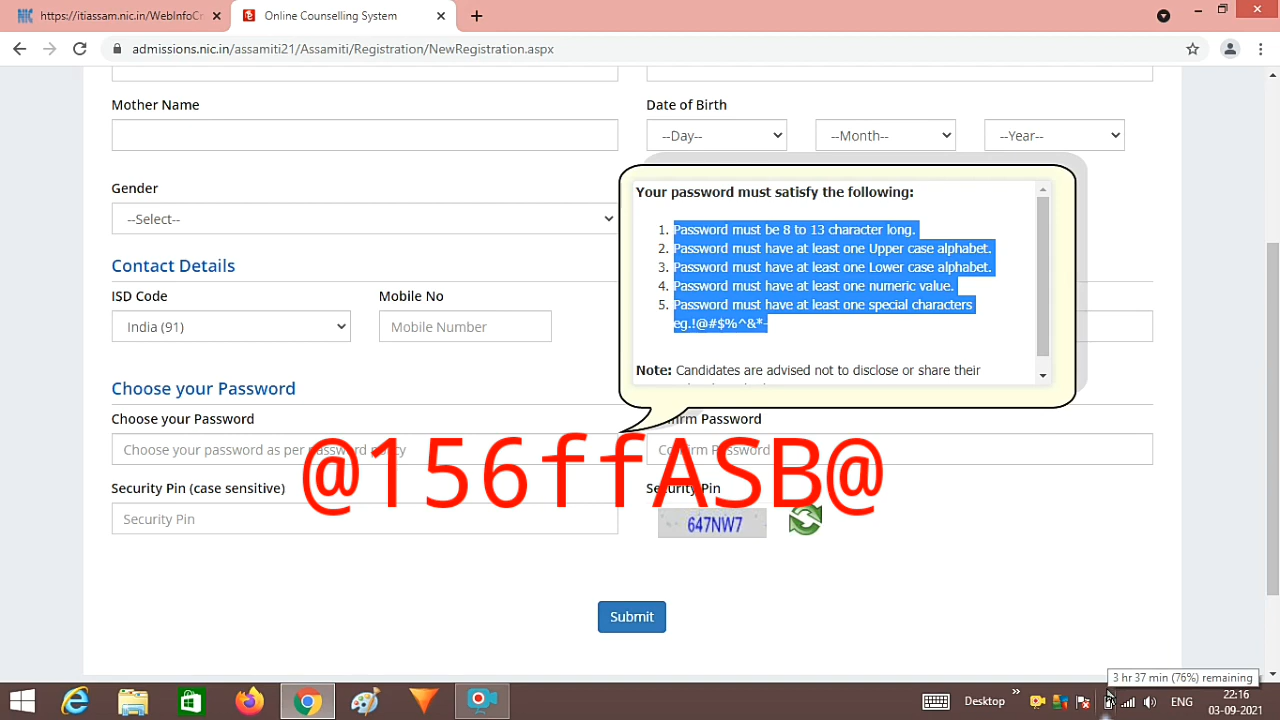 https://itiassam.nic.in/WebInfoCr
Online Counselling System
admissions.nic.in/assamiti21/Assamiti/Registration/NewRegistration.aspx
Mother Name
Date of Birth
--Day--
--Month--
--Year--
Gender
--Select--
Your password must satisfy the following:
1. Password must be 8 to 13 character long.
2. Password must have at least one Upper case alphabet.
3. Password must have at least one Lower case alphabet.
4. Password must have at least one numeric value.
5. Password must have at least one special characters
eg.!@#$%^&*-
Note: Candidates are advised not to disclose or share their
Contact Details
ISD Code
Mobile No
India (91)
Mobile Number
Choose your Password
Choose your Password
Confirm Password
Choose your password as per password policy
Confirm Password
@156ffASB@
Security Pin (case sensitive)
Security Pin
Security Pin
647NW7
Submit
3 hr 37 min (76%) remaining
Desktop
ENG
22:16
03-09-2021